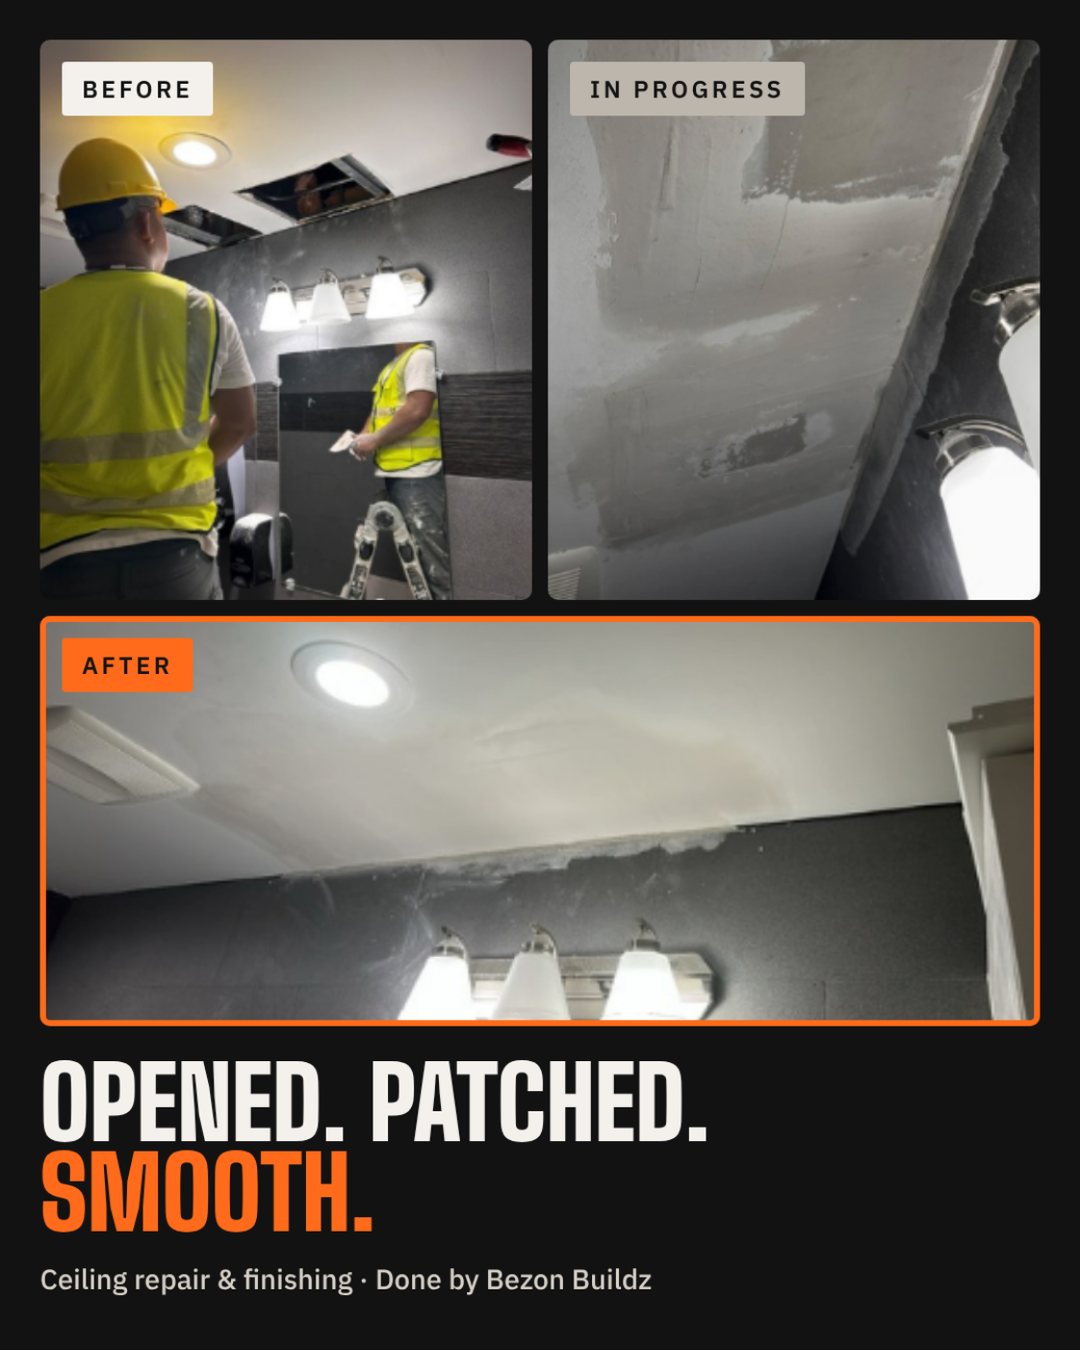 BEFORE
IN PROGRESS
AFTER
OPENED. PATCHED.
SMOOTH.
Ceiling repair & finishing · Done by Bezon Buildz